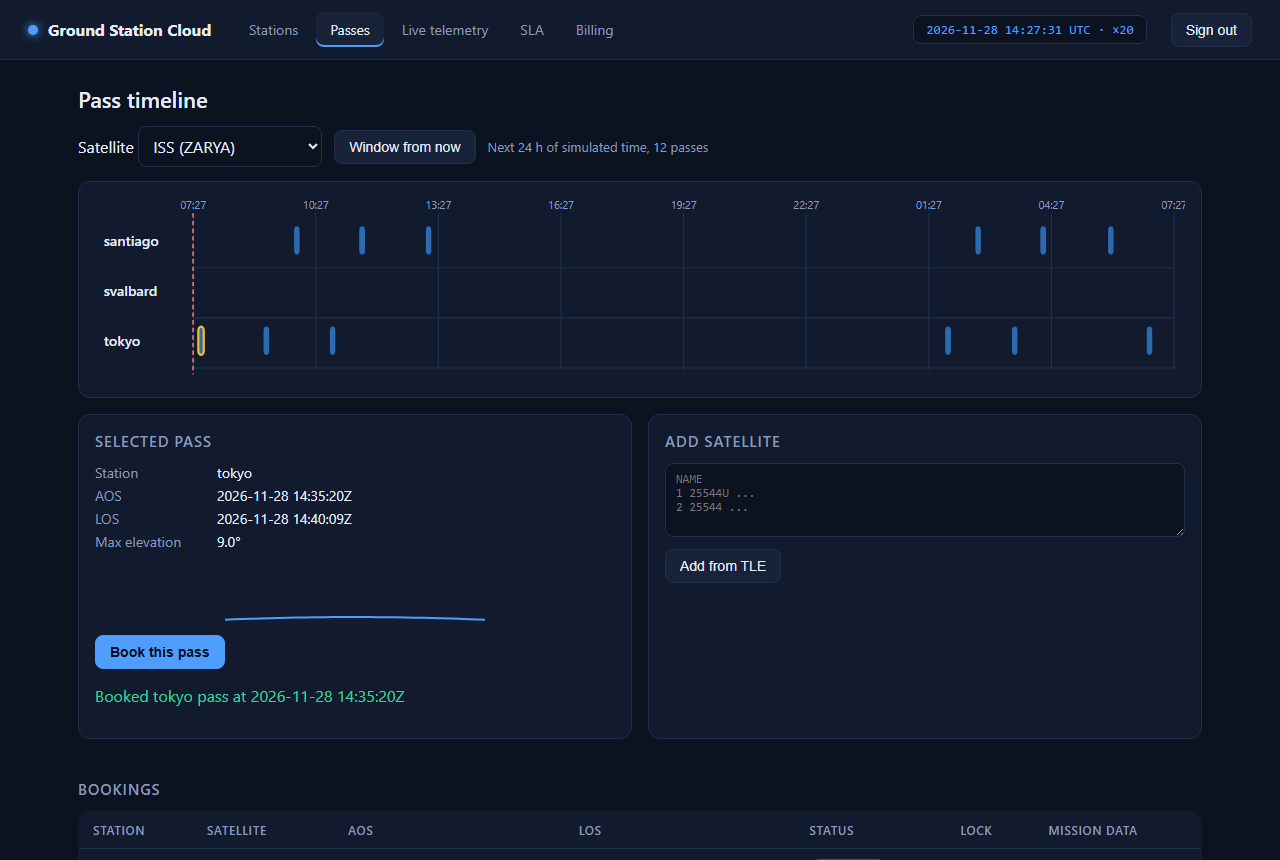 Ground Station Cloud Stations Passes Live telemetry SLA Billing 2026-11-28 14:27:31 UTC · ×20 Sign out
Pass timeline
Satellite ISS (ZARYA) Window from now Next 24 h of simulated time, 12 passes
07:27 10:27 13:27 16:27 19:27 22:27 01:27 04:27 07:27
santiago
svalbard
tokyo
SELECTED PASS
Station tokyo
AOS 2026-11-28 14:35:20Z
LOS 2026-11-28 14:40:09Z
Max elevation 9.0°
Book this pass
Booked tokyo pass at 2026-11-28 14:35:20Z
ADD SATELLITE
NAME
1 25544U ...
2 25544 ...
Add from TLE
BOOKINGS
STATION SATELLITE AOS LOS STATUS LOCK MISSION DATA